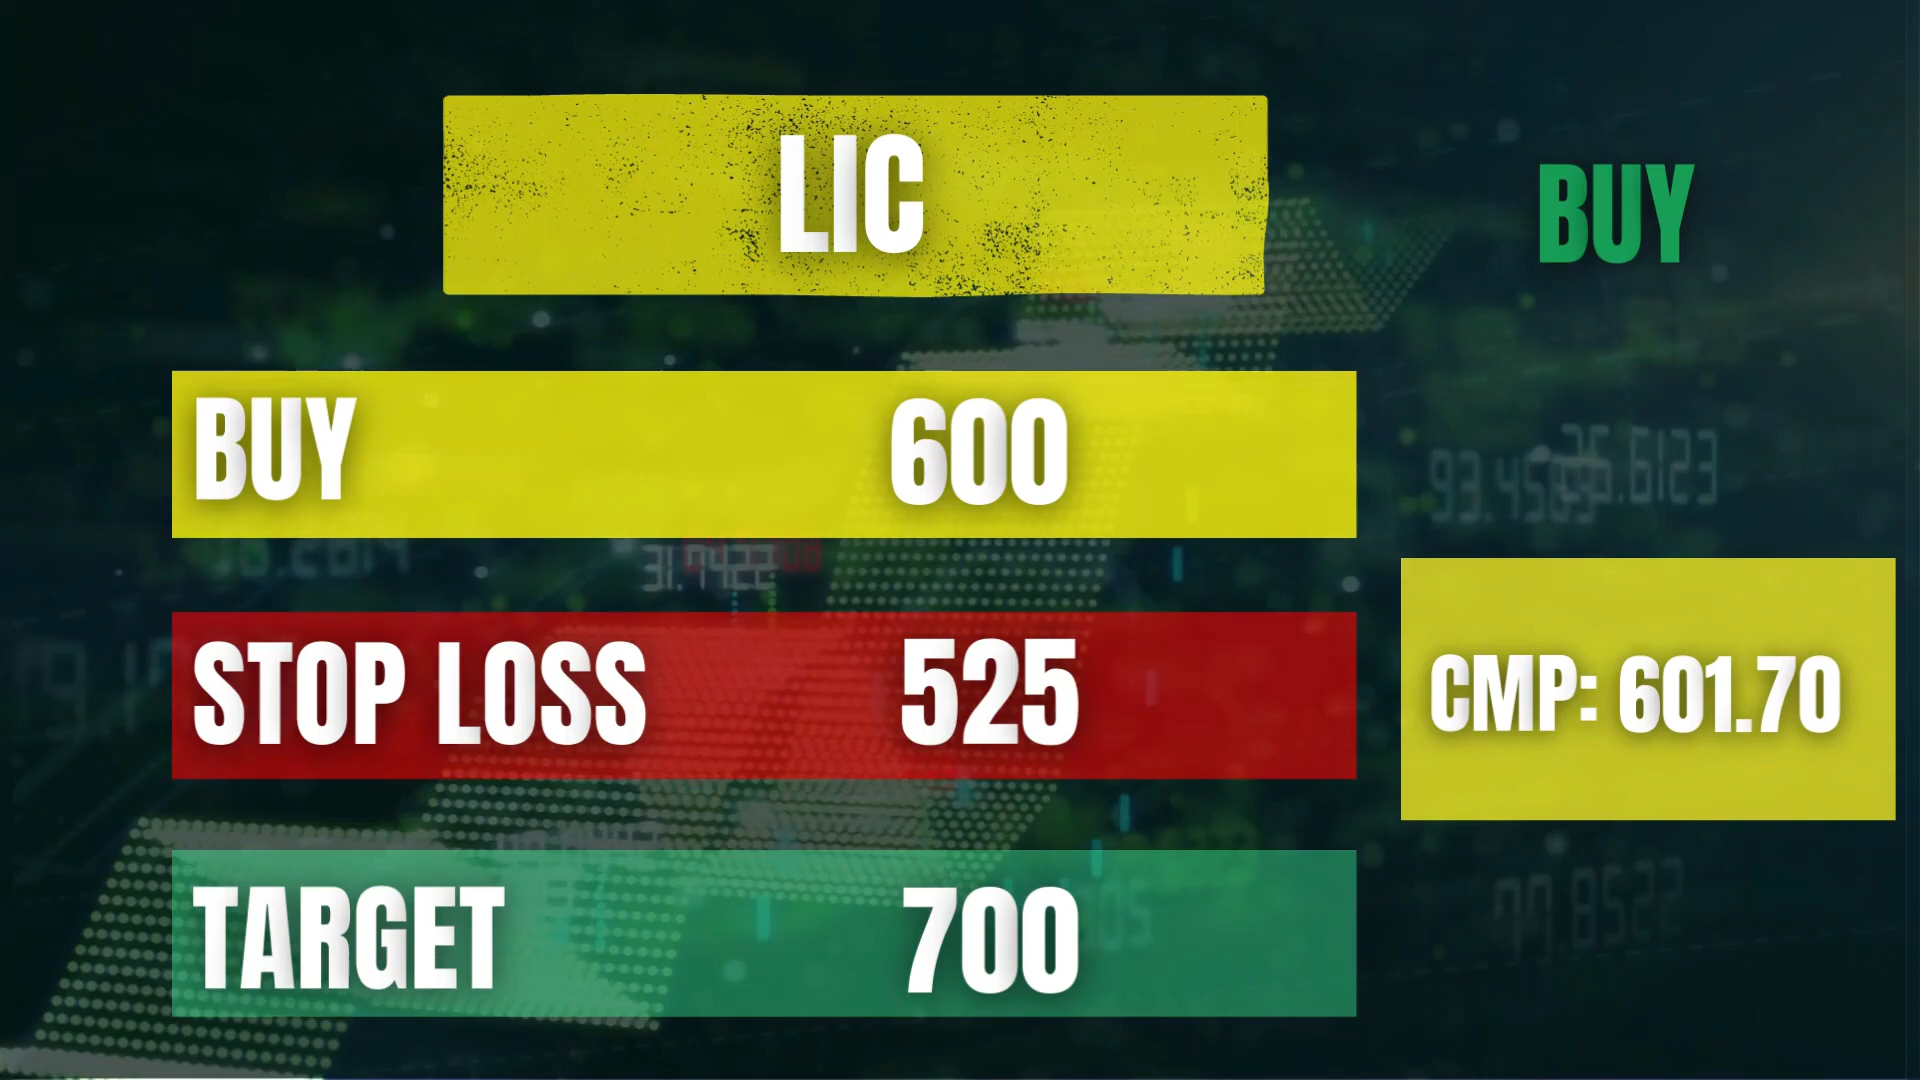 LIC
BUY
BUY 600
STOP LOSS 525
CMP: 601.70
TARGET 700